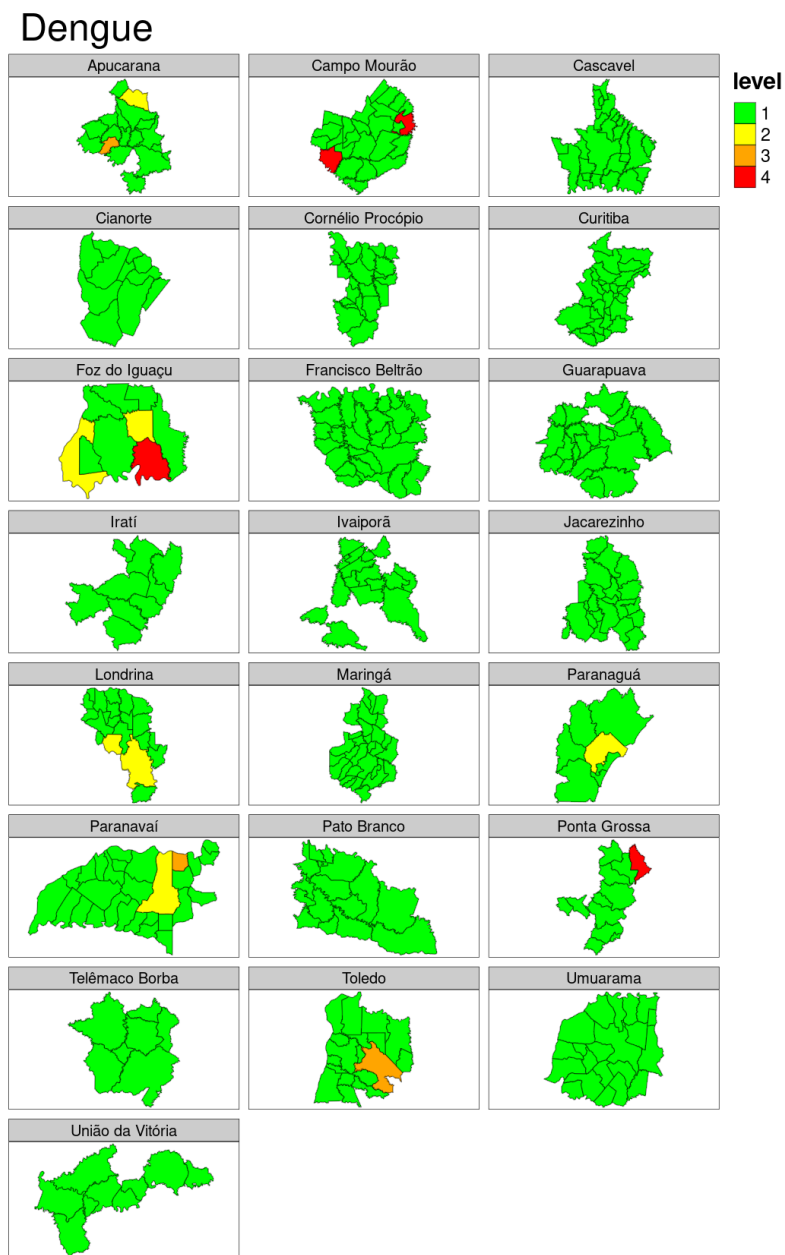 Dengue
Apucarana
Campo Mourão
Cascavel
level
1
2
3
4
Cianorte
Cornélio Procópio
Curitiba
Foz do Iguaçu
Francisco Beltrão
Guarapuava
Iratí
Ivaiporã
Jacarezinho
Londrina
Maringá
Paranaguá
Paranavaí
Pato Branco
Ponta Grossa
Telêmaco Borba
Toledo
Umuarama
União da Vitória